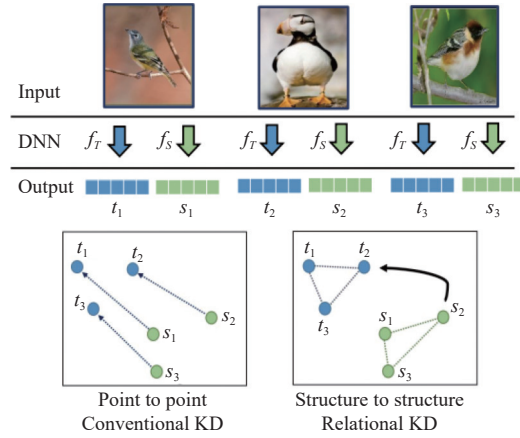 Input
DNN
f_T f_S f_T f_S f_T f_S
Output
t_1 s_1 t_2 s_2 t_3 s_3
t_1
t_2
t_3
s_1
s_2
s_3
Point to point
Conventional KD
t_1
t_2
t_3
s_1
s_2
s_3
Structure to structure
Relational KD